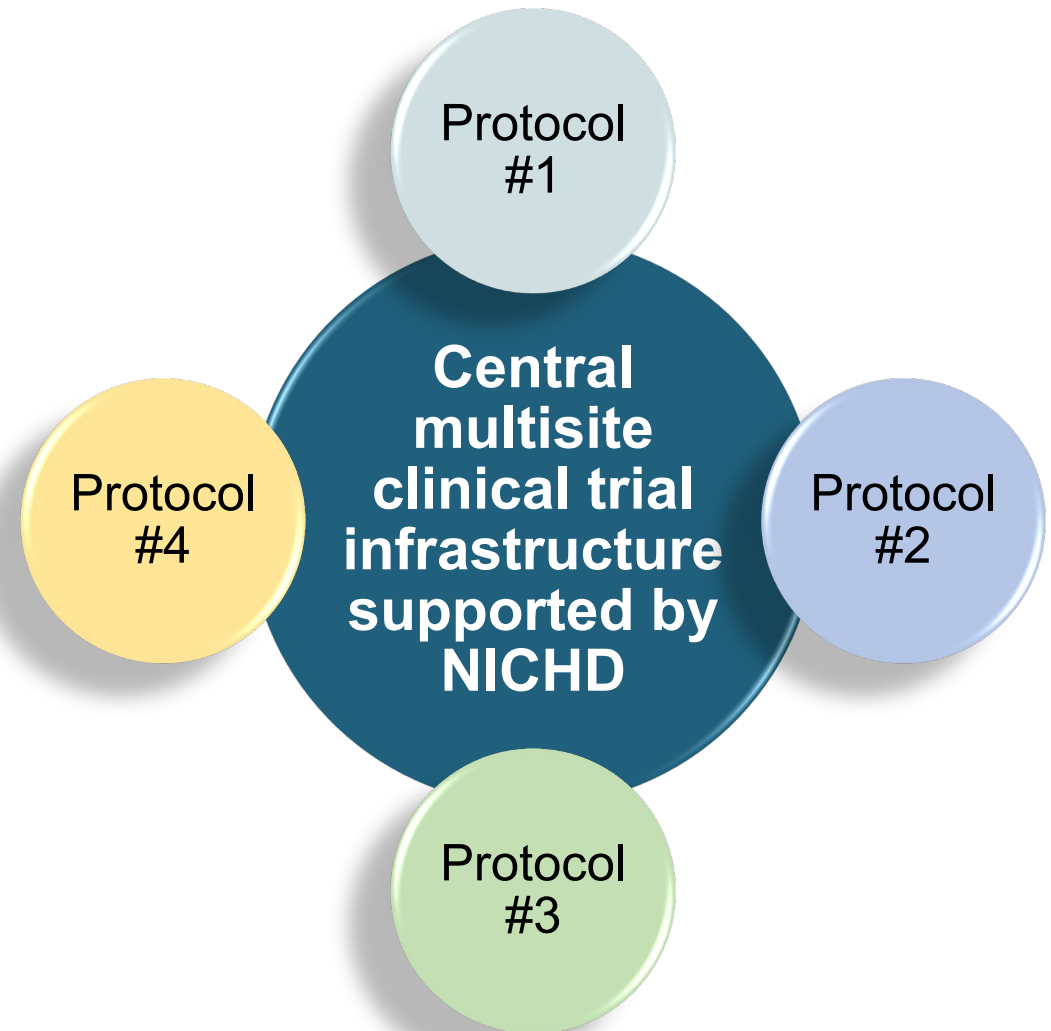 Protocol
#1
Central
multisite
clinical trial
infrastructure
supported by
NICHD
Protocol
#4
Protocol
#2
Protocol
#3